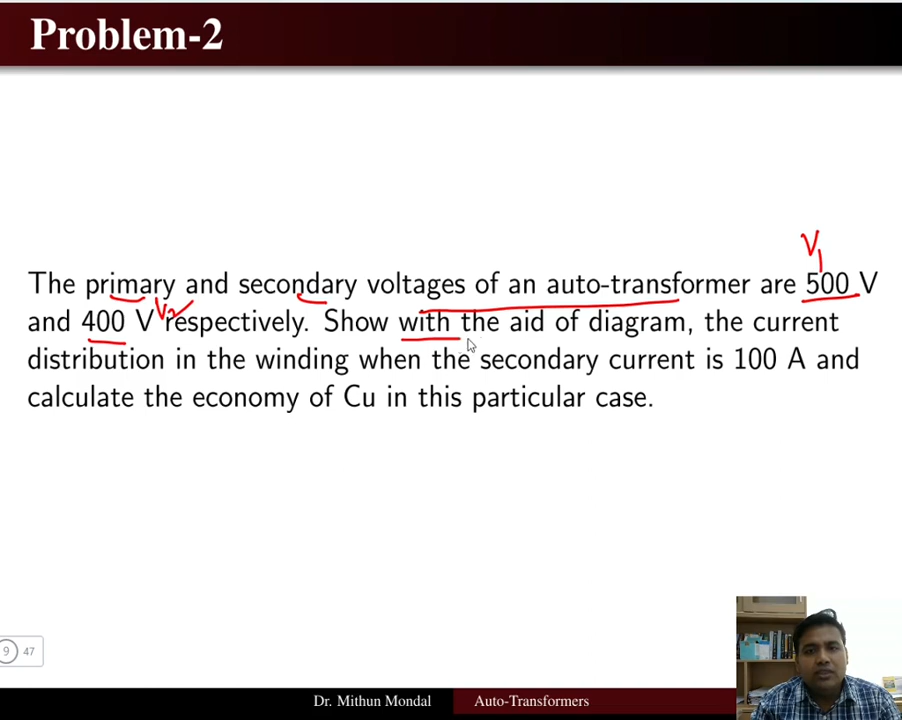 Problem-2
V1
The primary and secondary voltages of an auto-transformer are 500 V
and 400 V V2 respectively. Show with the aid of diagram, the current
distribution in the winding when the secondary current is 100 A and
calculate the economy of Cu in this particular case.
9 47
Dr. Mithun Mondal Auto-Transformers